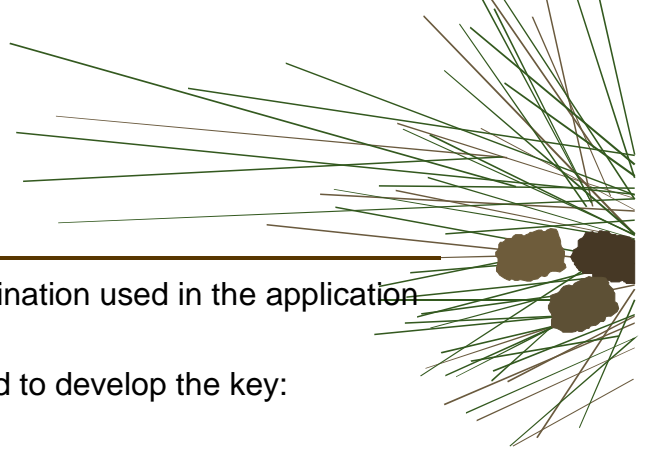 ination used in the application
d to develop the key: